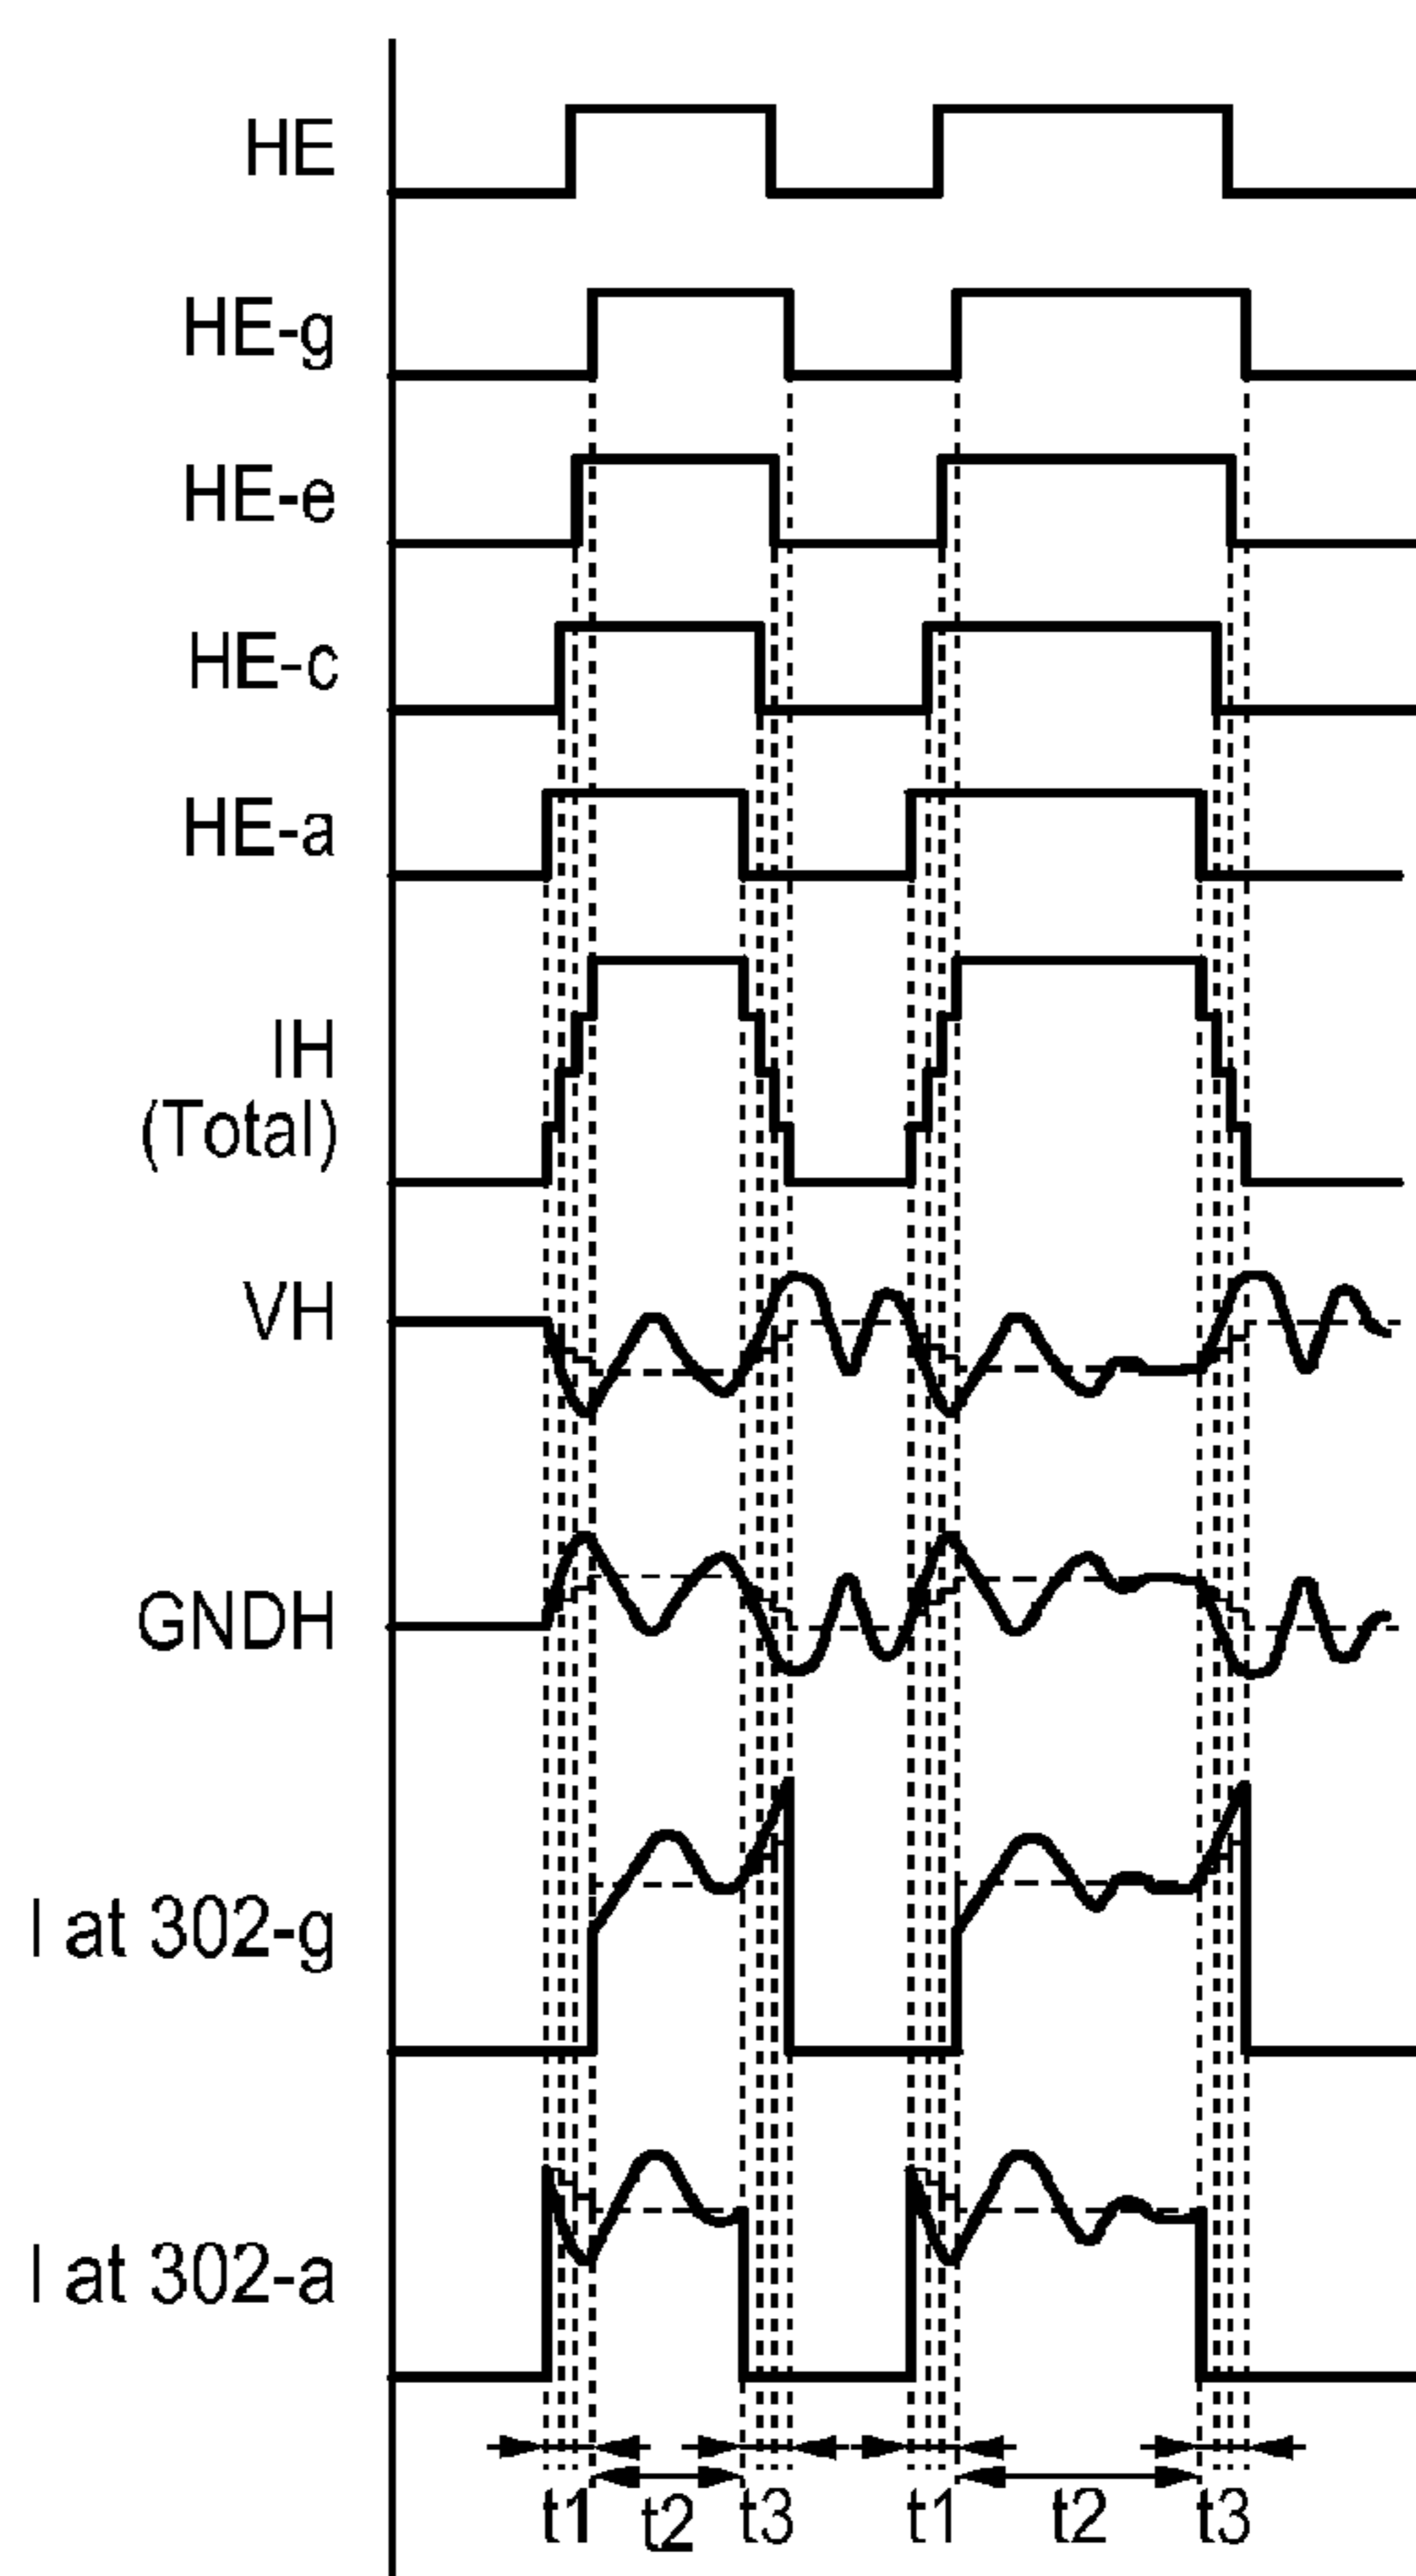 HE
HE-g
HE-e
HE-c
HE-a
IH
(Total)
VH
GNDH
I at 302-g
I at 302-a
t1 t2 t3 t1 t2 t3